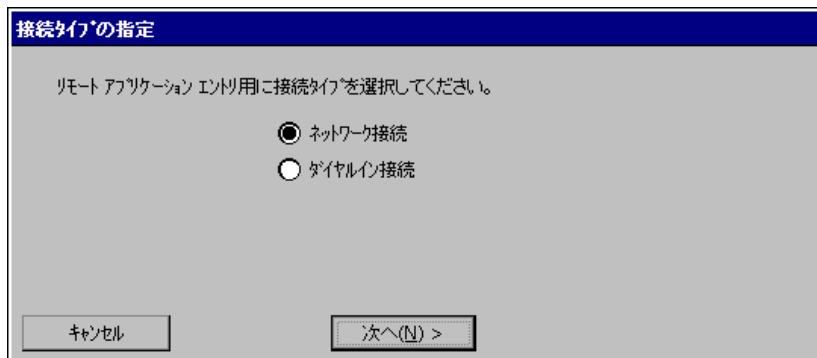 接続ﾀｲﾌﾟの指定
ﾘﾓｰﾄ ｱﾌﾟﾘｹｰｼｮﾝ ｴﾝﾄﾘ用に接続ﾀｲﾌﾟを選択してください。
ﾈｯﾄﾜｰｸ接続
ﾀﾞｲﾔﾙｲﾝ接続
ｷｬﾝｾﾙ
次へ(N) >